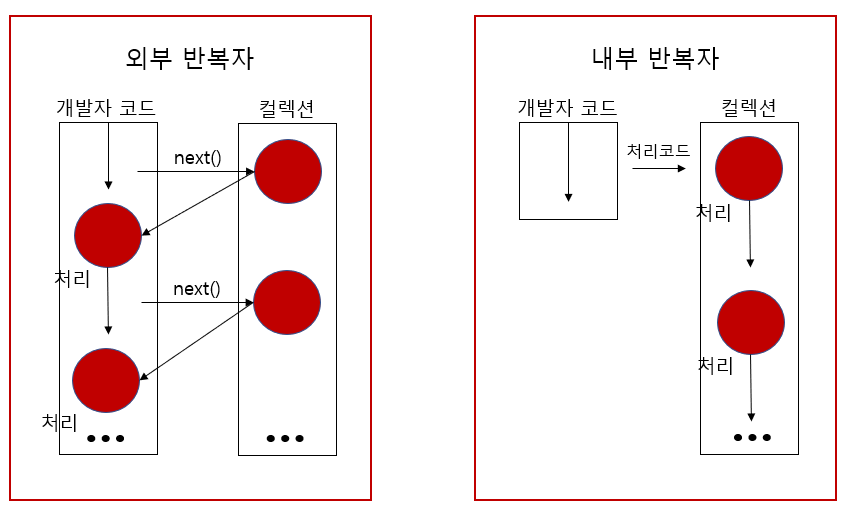 외부 반복자
개발자 코드
컬렉션
next()
처리
next()
처리
•••
•••
내부 반복자
개발자 코드
컬렉션
처리코드
처리
처리
•••